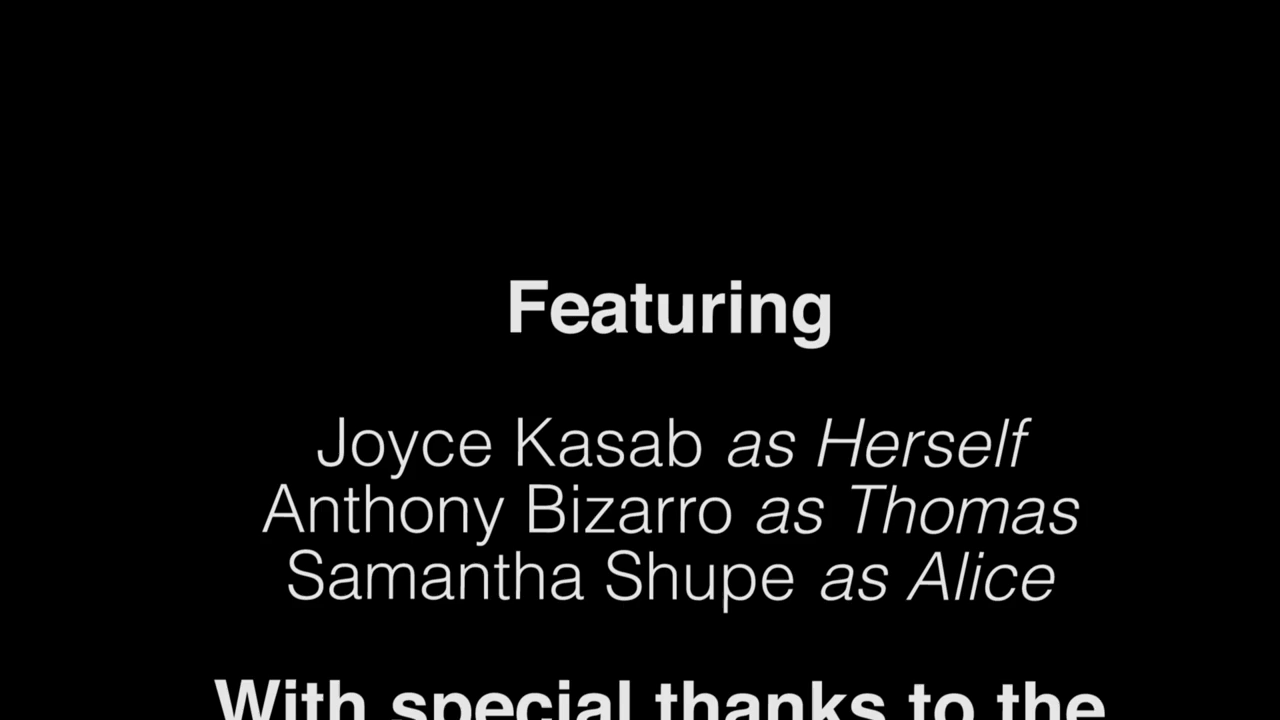 Featuring
Joyce Kasab as Herself
Anthony Bizarro as Thomas
Samantha Shupe as Alice
With special thanks to the